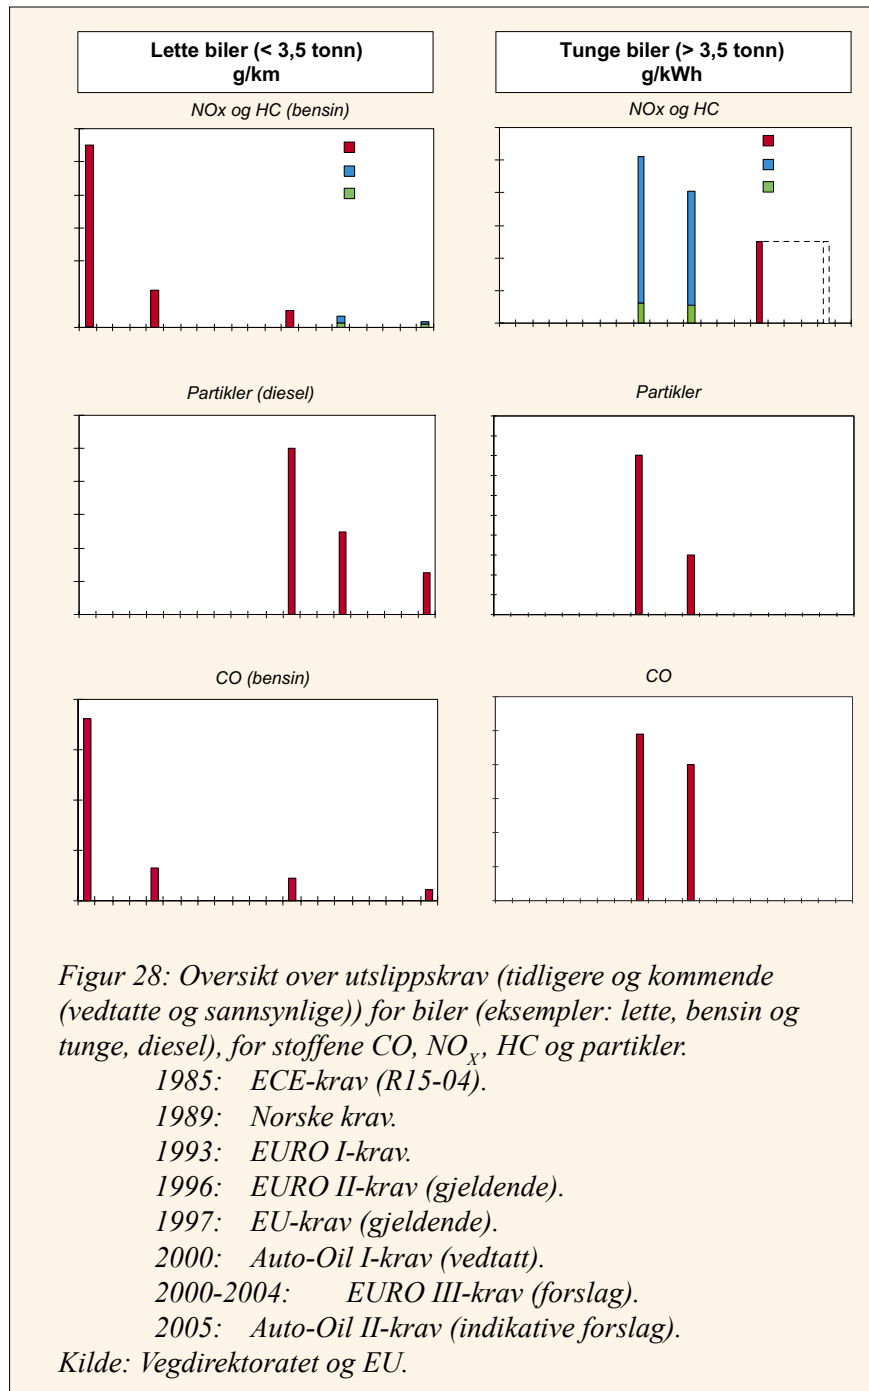 Lette biler (< 3,5 tonn)
g/km
Tunge biler (> 3,5 tonn)
g/kWh
NOx og HC (bensin)
NOx og HC
Partikler (diesel)
Partikler
CO (bensin)
CO
Figur 28: Oversikt over utslippskrav (tidligere og kommende
(vedtatte og sannsynlige)) for biler (eksempler: lette, bensin og
tunge, diesel), for stoffene CO, NOX, HC og partikler.
1985: ECE-krav (R15-04).
1989: Norske krav.
1993: EURO I-krav.
1996: EURO II-krav (gjeldende).
1997: EU-krav (gjeldende).
2000: Auto-Oil I-krav (vedtatt).
2000-2004: EURO III-krav (forslag).
2005: Auto-Oil II-krav (indikative forslag).
Kilde: Vegdirektoratet og EU.